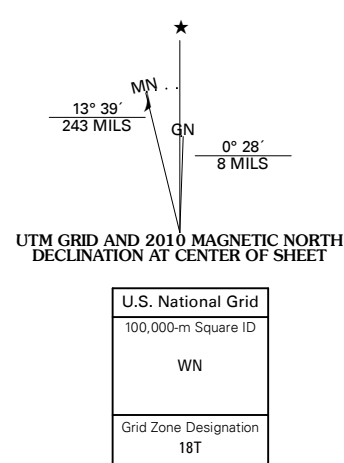 ★
MN
13° 39´
243 MILS
GN
0° 28´
8 MILS
UTM GRID AND 2010 MAGNETIC NORTH
DECLINATION AT CENTER OF SHEET
U.S. National Grid
100,000-m Square ID
WN
Grid Zone Designation
18T